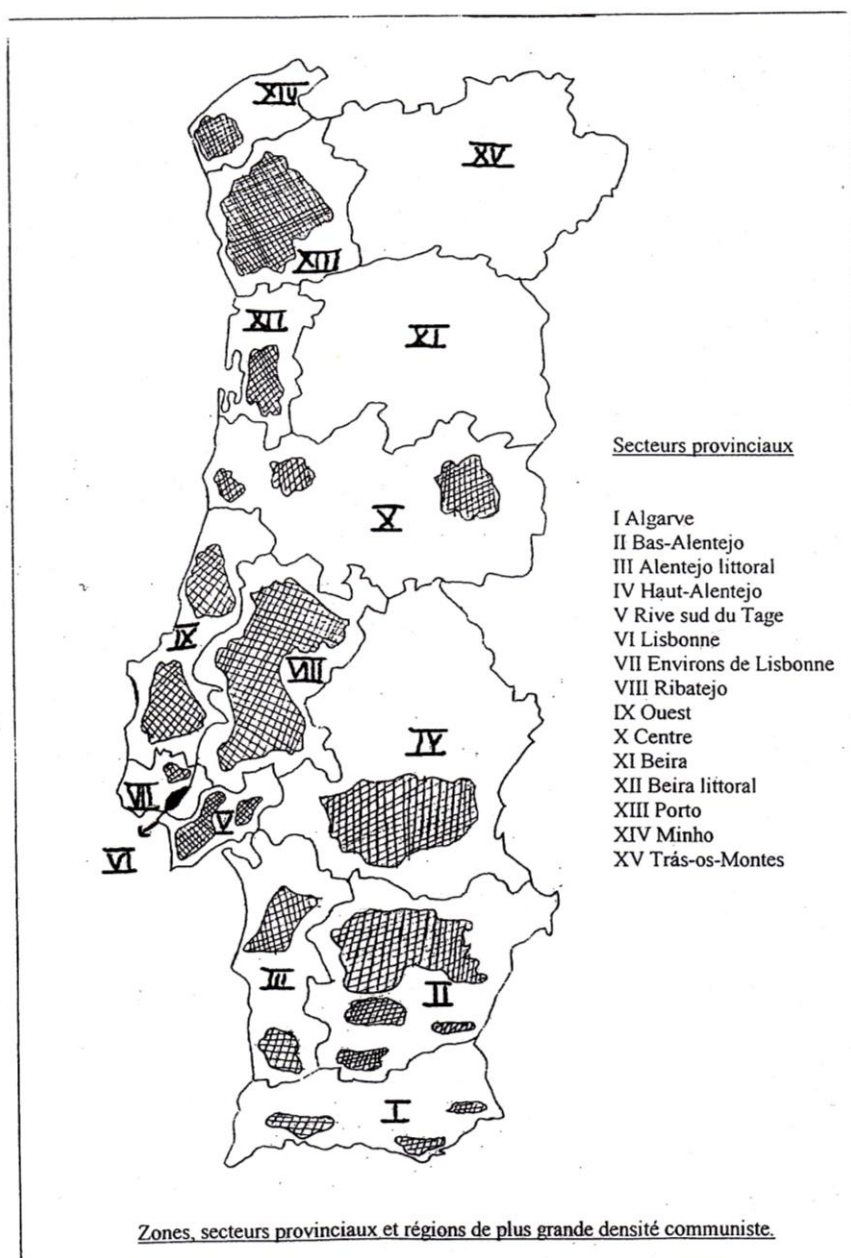 XIV
XV
XIII
XII
XI
X
IX
VIII
IV
VII
V
VI
III
II
I
Secteurs provinciaux
I Algarve
II Bas-Alentejo
III Alentejo littoral
IV Haut-Alentejo
V Rive sud du Tage
VI Lisbonne
VII Environs de Lisbonne
VIII Ribatejo
IX Ouest
X Centre
XI Beira
XII Beira littoral
XIII Porto
XIV Minho
XV Trás-os-Montes
Zones, secteurs provinciaux et régions de plus grande densité communiste.